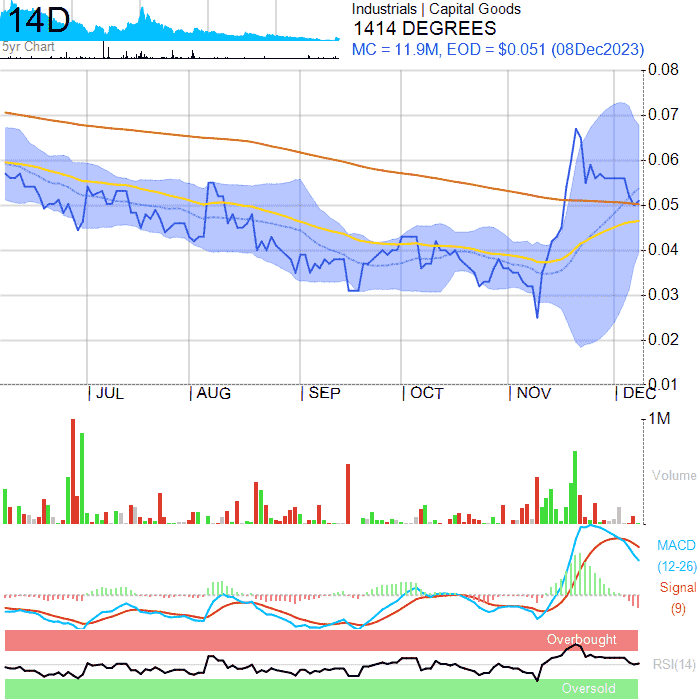 14D
5yr Chart
Industrials | Capital Goods
1414 DEGREES
MC = 11.9M, EOD = $0.051 (08Dec2023)
0.08
0.07
0.06
0.05
0.04
0.03
0.02
0.01
JUL AUG SEP OCT NOV DEC
1M
Volume
MACD
(12-26)
Signal
(9)
Overbought
RSI(14)
Oversold